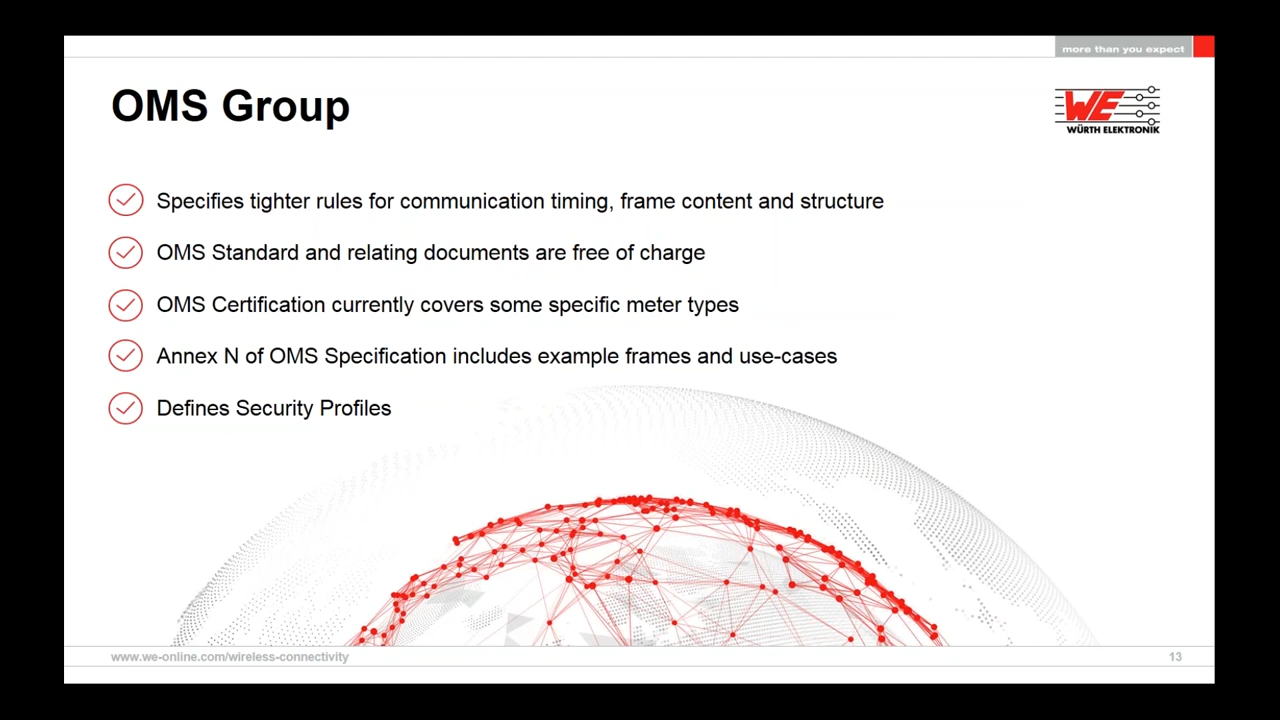 more than you expect
OMS Group
WE
WÜRTH ELEKTRONIK
Specifies tighter rules for communication timing, frame content and structure
OMS Standard and relating documents are free of charge
OMS Certification currently covers some specific meter types
Annex N of OMS Specification includes example frames and use-cases
Defines Security Profiles
www.we-online.com/wireless-connectivity
13